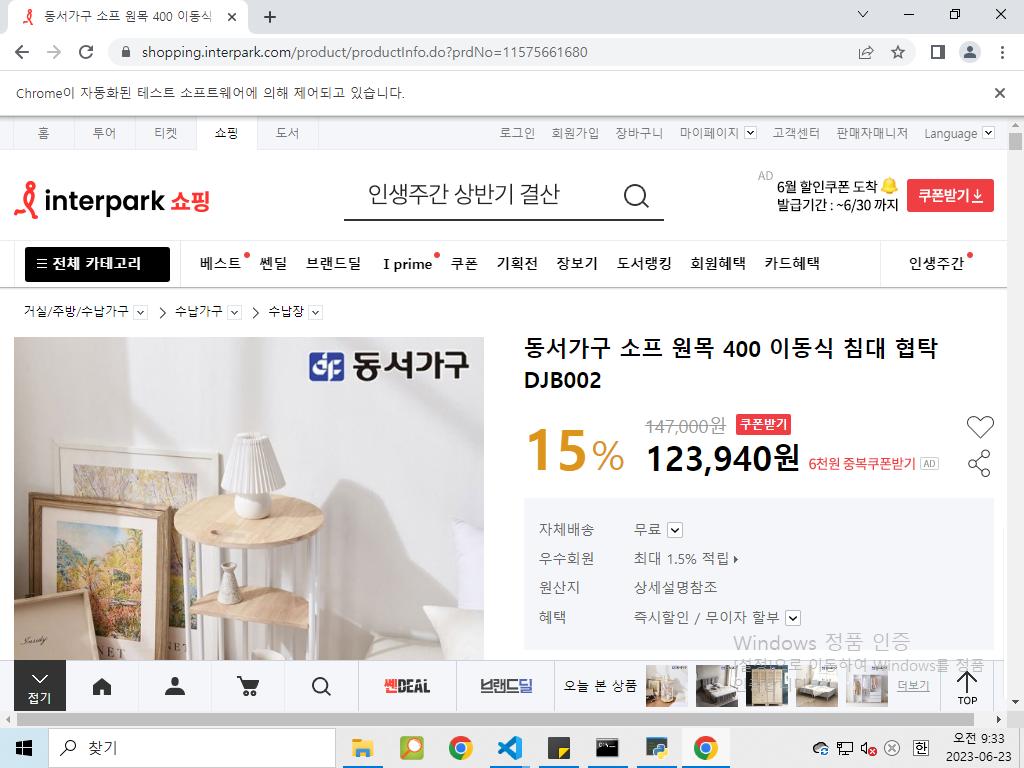 동서가구 소프 원목 400 이동식
shopping.interpark.com/product/productInfo.do?prdNo=11575661680
Chrome이 자동화된 테스트 소프트웨어에 의해 제어되고 있습니다.
홈 투어 티켓 쇼핑 도서 로그인 회원가입 장바구니 마이페이지 고객센터 판매자매니저 Language
interpark 쇼핑
인생주간 상반기 결산
AD
6월 할인쿠폰 도착
발급기간 : ~6/30 까지
쿠폰받기
전체 카테고리 베스트 쎈딜 브랜드딜 I prime 쿠폰 기획전 장보기 도서랭킹 회원혜택 카드혜택 인생주간
거실/주방/수납가구 수납가구 수납장
동서가구
동서가구 소프 원목 400 이동식 침대 협탁
DJB002
15%
147,000원 쿠폰받기
123,940원 6천원 중복쿠폰받기 AD
자체배송 무료
우수회원 최대 1.5% 적립
원산지 상세설명참조
혜택 즉시할인 / 무이자 할부
Windows 정품 인증
[설정]으로 이동하여 Windows를 정품
접기
쎈DEAL
브랜드딜
오늘 본 상품
더보기
TOP
찾기
한
오전 9:33
2023-06-23